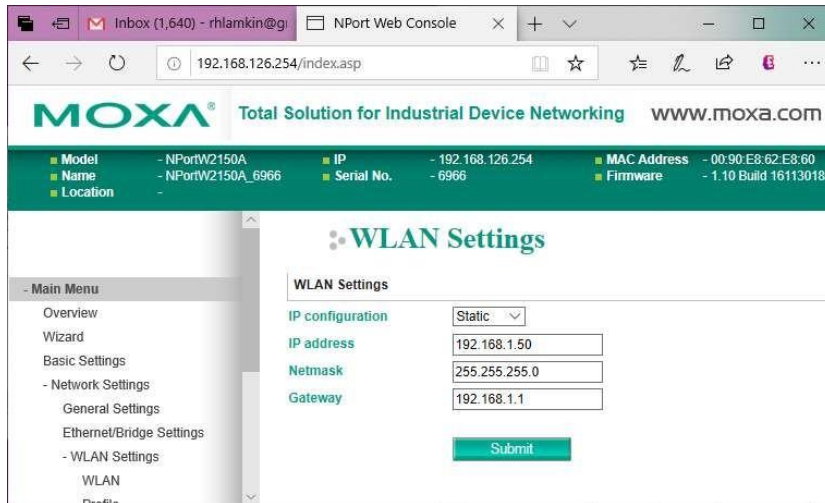 Inbox (1,640) - rhlamkin@g
NPort Web Console
192.168.126.254/index.asp
MOXA® Total Solution for Industrial Device Networking www.moxa.com
Model - NPortW2150A IP - 192.168.126.254 MAC Address - 00:90:E8:62:E8:60
Name - NPortW2150A_6966 Serial No. - 6966 Firmware - 1.10 Build 16113018
Location -
WLAN Settings
- Main Menu
Overview
Wizard
Basic Settings
- Network Settings
General Settings
Ethernet/Bridge Settings
- WLAN Settings
WLAN
Profile
WLAN Settings
IP configuration Static
IP address 192.168.1.50
Netmask 255.255.255.0
Gateway 192.168.1.1
Submit